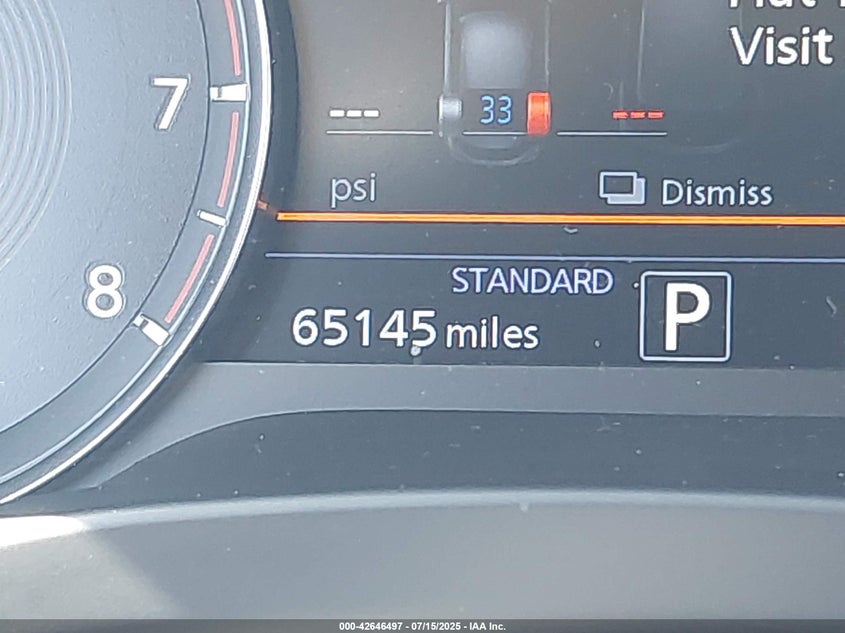 Visit
7
--- 33 ---
psi Dismiss
8
STANDARD
P
65145 miles
000-42646497 - 07/15/2025 - IAA Inc.